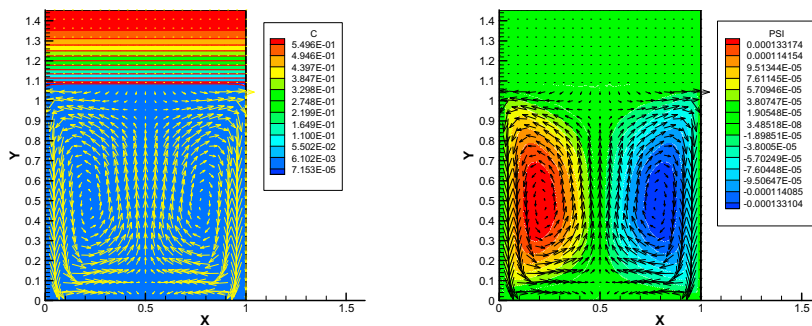 C
5.496E-01
4.946E-01
4.397E-01
3.847E-01
3.298E-01
2.748E-01
2.199E-01
1.649E-01
1.100E-01
5.502E-02
6.102E-03
7.153E-05
Y
1.4
1.3
1.2
1.1
1
0.9
0.8
0.7
0.6
0.5
0.4
0.3
0.2
0.1
0
0
0.5
1
1.5
X
PSI
0.000133174
0.000114154
9.51344E-05
7.61145E-05
5.70946E-05
3.80747E-05
1.90548E-05
3.48518E-08
-1.89851E-05
-3.8005E-05
-5.70249E-05
-7.60448E-05
-9.50647E-05
-0.000114085
-0.000133104
Y
1.4
1.3
1.2
1.1
1
0.9
0.8
0.7
0.6
0.5
0.4
0.3
0.2
0.1
0
0
0.5
1
1.5
X